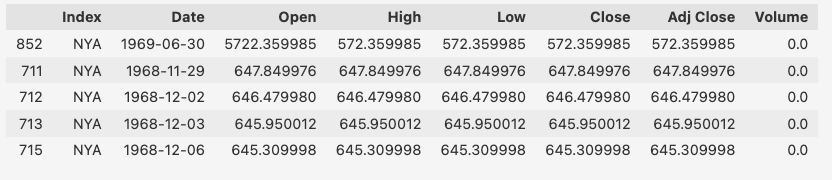 Index Date Open High Low Close Adj Close Volume
852 NYA 1969-06-30 5722.359985 572.359985 572.359985 572.359985 572.359985 0.0
711 NYA 1968-11-29 647.849976 647.849976 647.849976 647.849976 647.849976 0.0
712 NYA 1968-12-02 646.479980 646.479980 646.479980 646.479980 646.479980 0.0
713 NYA 1968-12-03 645.950012 645.950012 645.950012 645.950012 645.950012 0.0
715 NYA 1968-12-06 645.309998 645.309998 645.309998 645.309998 645.309998 0.0